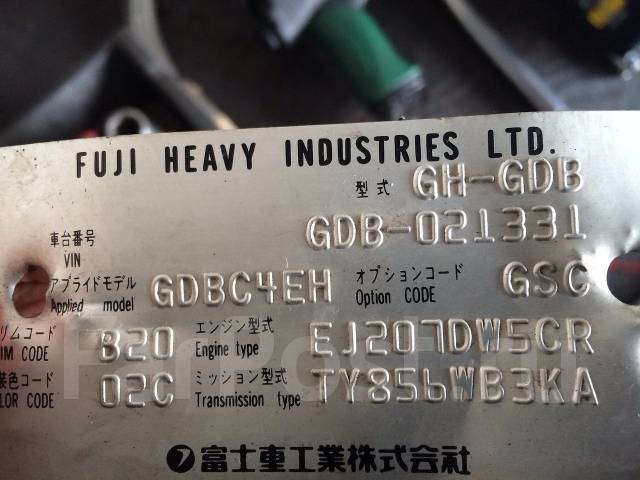 FUJI HEAVY INDUSTRIES LTD.
型式 GH-GDB
車台番号 VIN GDB-021331
アプライドモデル Applied model GDBC4EH オプションコード Option CODE GSC
リムコード IM CODE B20 エンジン型式 Engine type EJ207DW5CR
装色コード LOR CODE 02C ミッション型式 Transmission type TY856WB3KA
富士重工業株式会社